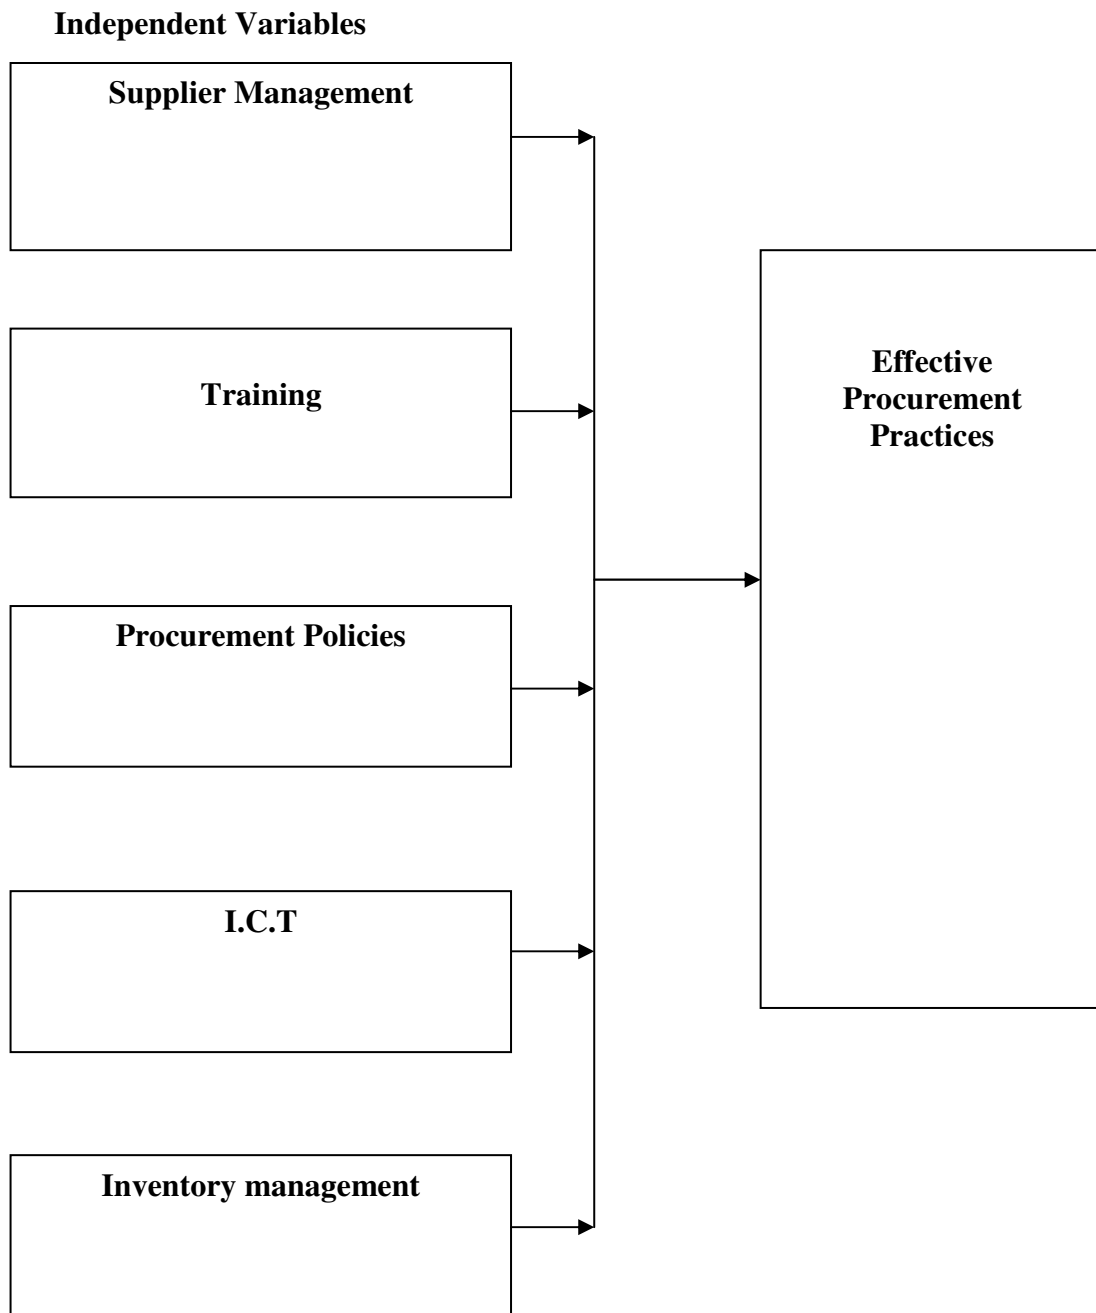 Independent Variables
Supplier Management
Training
Effective
Procurement
Practices
Procurement Policies
I.C.T
Inventory management